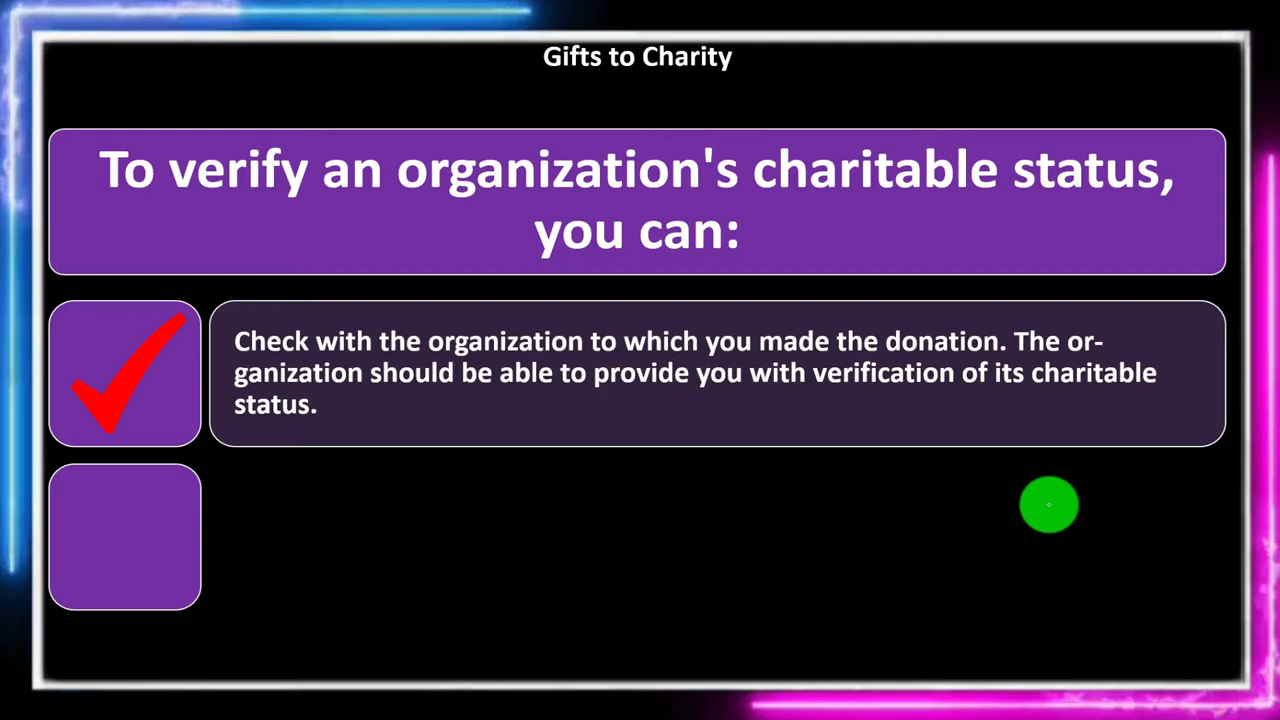 Gifts to Charity
To verify an organization's charitable status,
you can:
Check with the organization to which you made the donation. The or-
ganization should be able to provide you with verification of its charitable
status.